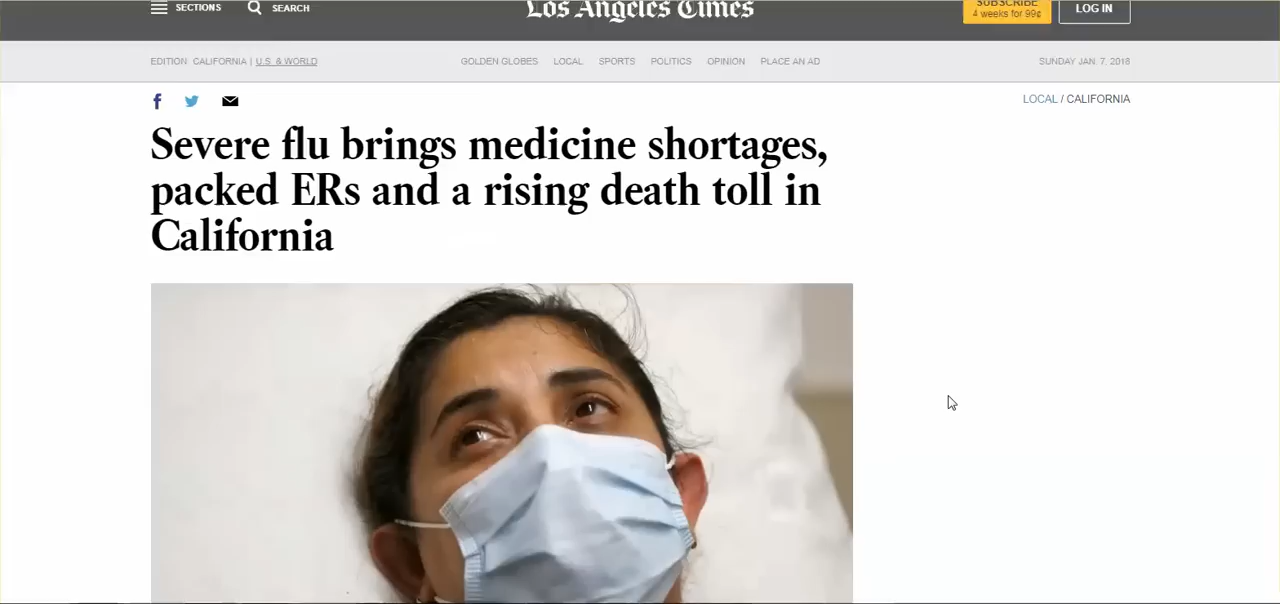 SECTIONS SEARCH Los Angeles Times SUBSCRIBE
4 weeks for 99¢ LOG IN
EDITION CALIFORNIA | U.S. & WORLD GOLDEN GLOBES LOCAL SPORTS POLITICS OPINION PLACE AN AD SUNDAY JAN. 7, 2018
LOCAL / CALIFORNIA
Severe flu brings medicine shortages,
packed ERs and a rising death toll in
California